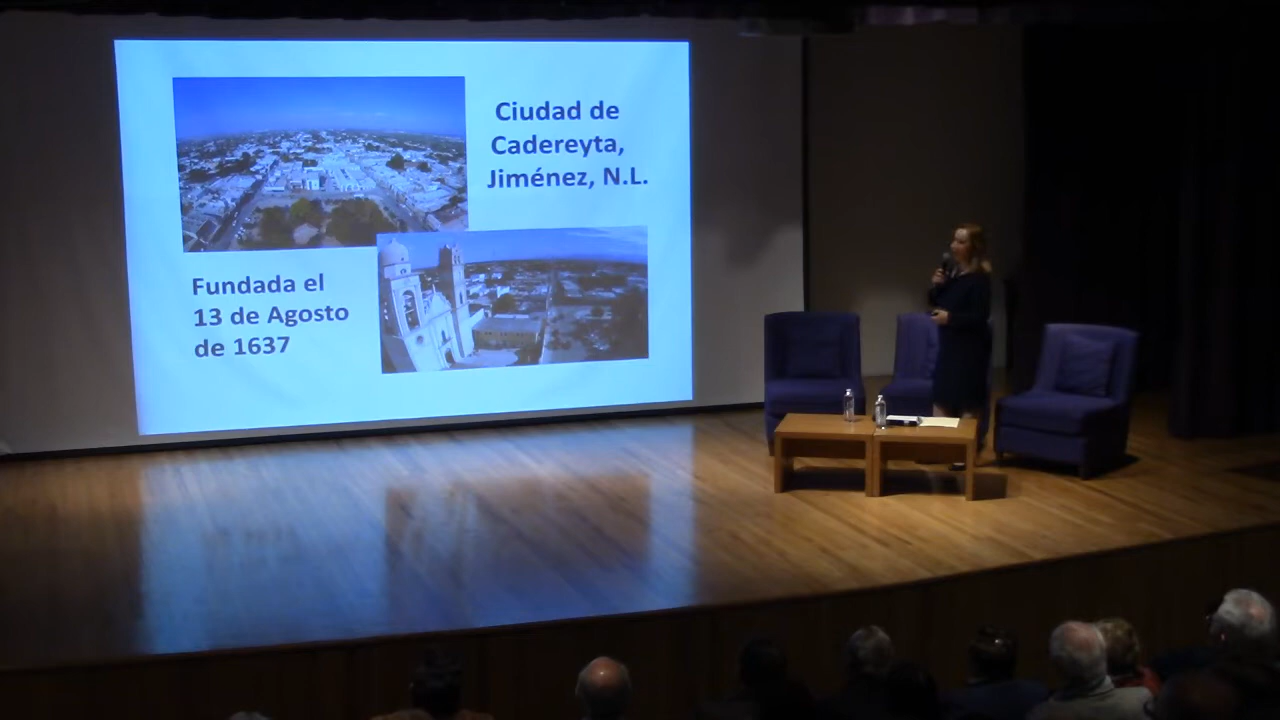 Ciudad de
Cadereyta,
Jiménez, N.L.
Fundada el
13 de Agosto
de 1637